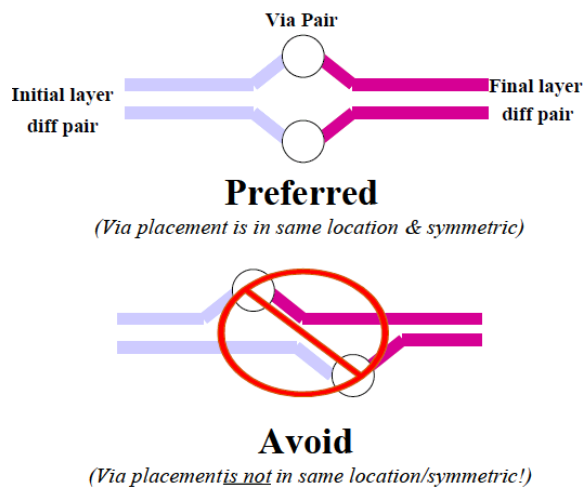 Via Pair
Initial layer
diff pair
Final layer
diff pair
Preferred
(Via placement is in same location & symmetric)
Avoid
(Via placementis not in same location/symmetric!)